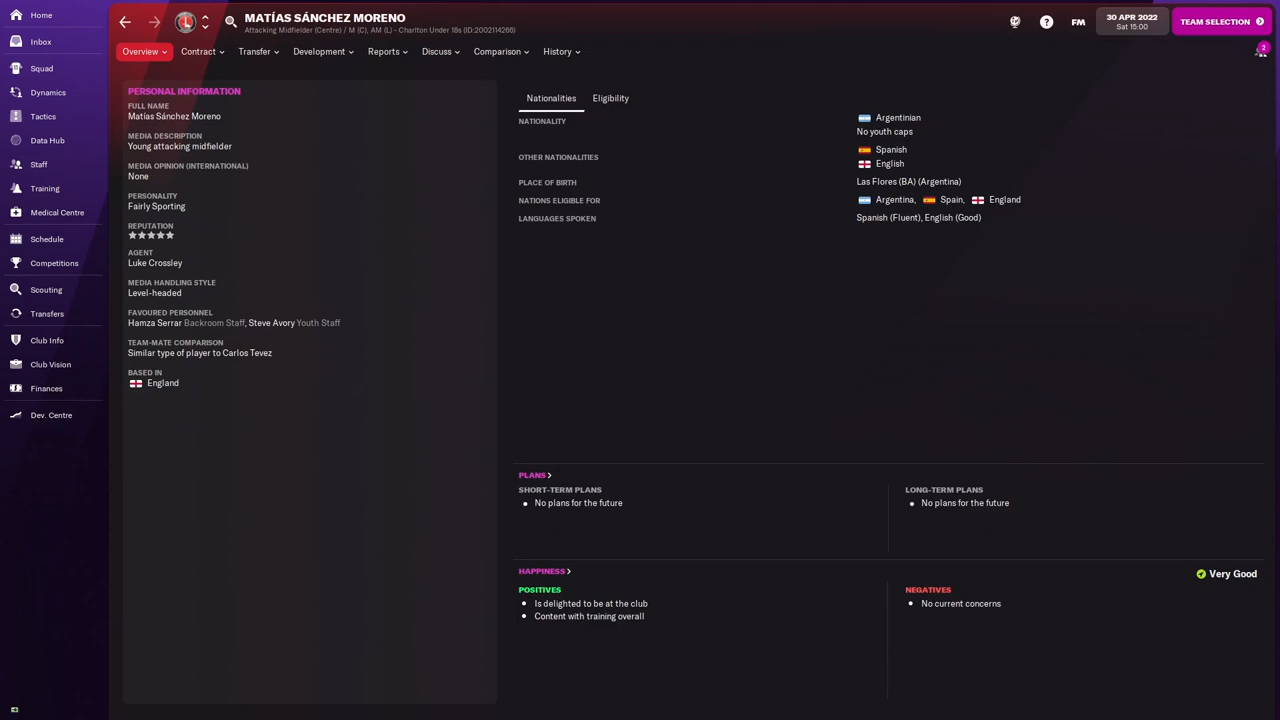 Home
Inbox
Squad
Dynamics
Tactics
Data Hub
Staff
Training
Medical Centre
Schedule
Competitions
Scouting
Transfers
Club Info
Club Vision
Finances
Dev. Centre
MATÍAS SÁNCHEZ MORENO
Attacking Midfielder (Centre) / M (C), AM (L) - Charlton Under 18s (ID:2002114266)
FM
30 APR 2022
Sat 15:00
TEAM SELECTION
Overview Contract Transfer Development Reports Discuss Comparison History
2
PERSONAL INFORMATION
FULL NAME
Matías Sánchez Moreno
MEDIA DESCRIPTION
Young attacking midfielder
MEDIA OPINION (INTERNATIONAL)
None
PERSONALITY
Fairly Sporting
REPUTATION
AGENT
Luke Crossley
MEDIA HANDLING STYLE
Level-headed
FAVOURED PERSONNEL
Hamza Serrar Backroom Staff, Steve Avory Youth Staff
TEAM-MATE COMPARISON
Similar type of player to Carlos Tevez
BASED IN
England
Nationalities Eligibility
NATIONALITY Argentinian
No youth caps
OTHER NATIONALITIES Spanish
English
PLACE OF BIRTH Las Flores (BA) (Argentina)
NATIONS ELIGIBLE FOR Argentina, Spain, England
LANGUAGES SPOKEN Spanish (Fluent), English (Good)
PLANS
SHORT-TERM PLANS
No plans for the future
LONG-TERM PLANS
No plans for the future
HAPPINESS
Very Good
POSITIVES
Is delighted to be at the club
Content with training overall
NEGATIVES
No current concerns